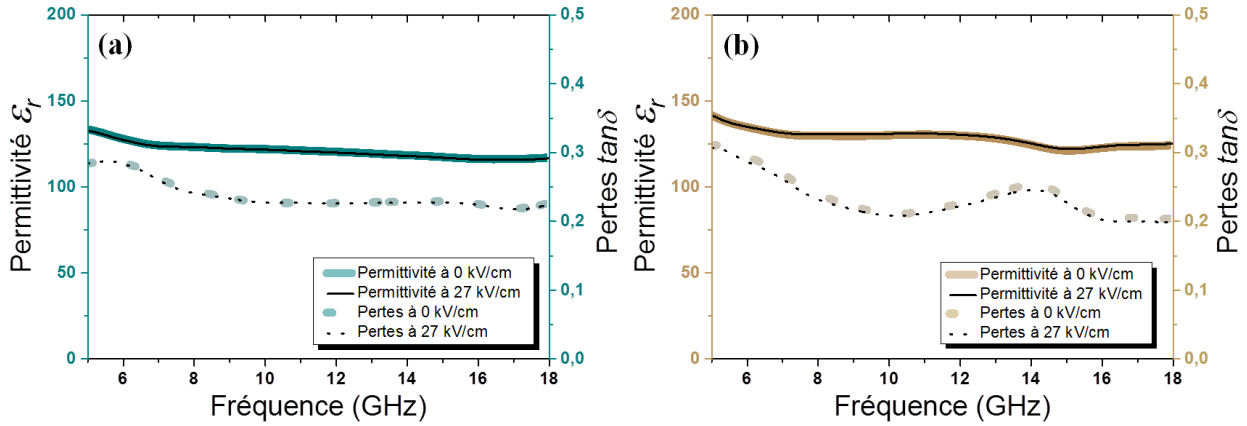 (a)
Permittivité εr
200
150
100
50
0
0,5
0,4
0,3
0,2
0,1
0,0
Pertes tanδ
Permittivité à 0 kV/cm
Permittivité à 27 kV/cm
Pertes à 0 kV/cm
Pertes à 27 kV/cm
6 8 10 12 14 16 18
Fréquence (GHz)
(b)
Permittivité εr
200
150
100
50
0
0,5
0,4
0,3
0,2
0,1
0,0
Pertes tanδ
Permittivité à 0 kV/cm
Permittivité à 27 kV/cm
Pertes à 0 kV/cm
Pertes à 27 kV/cm
6 8 10 12 14 16 18
Fréquence (GHz)